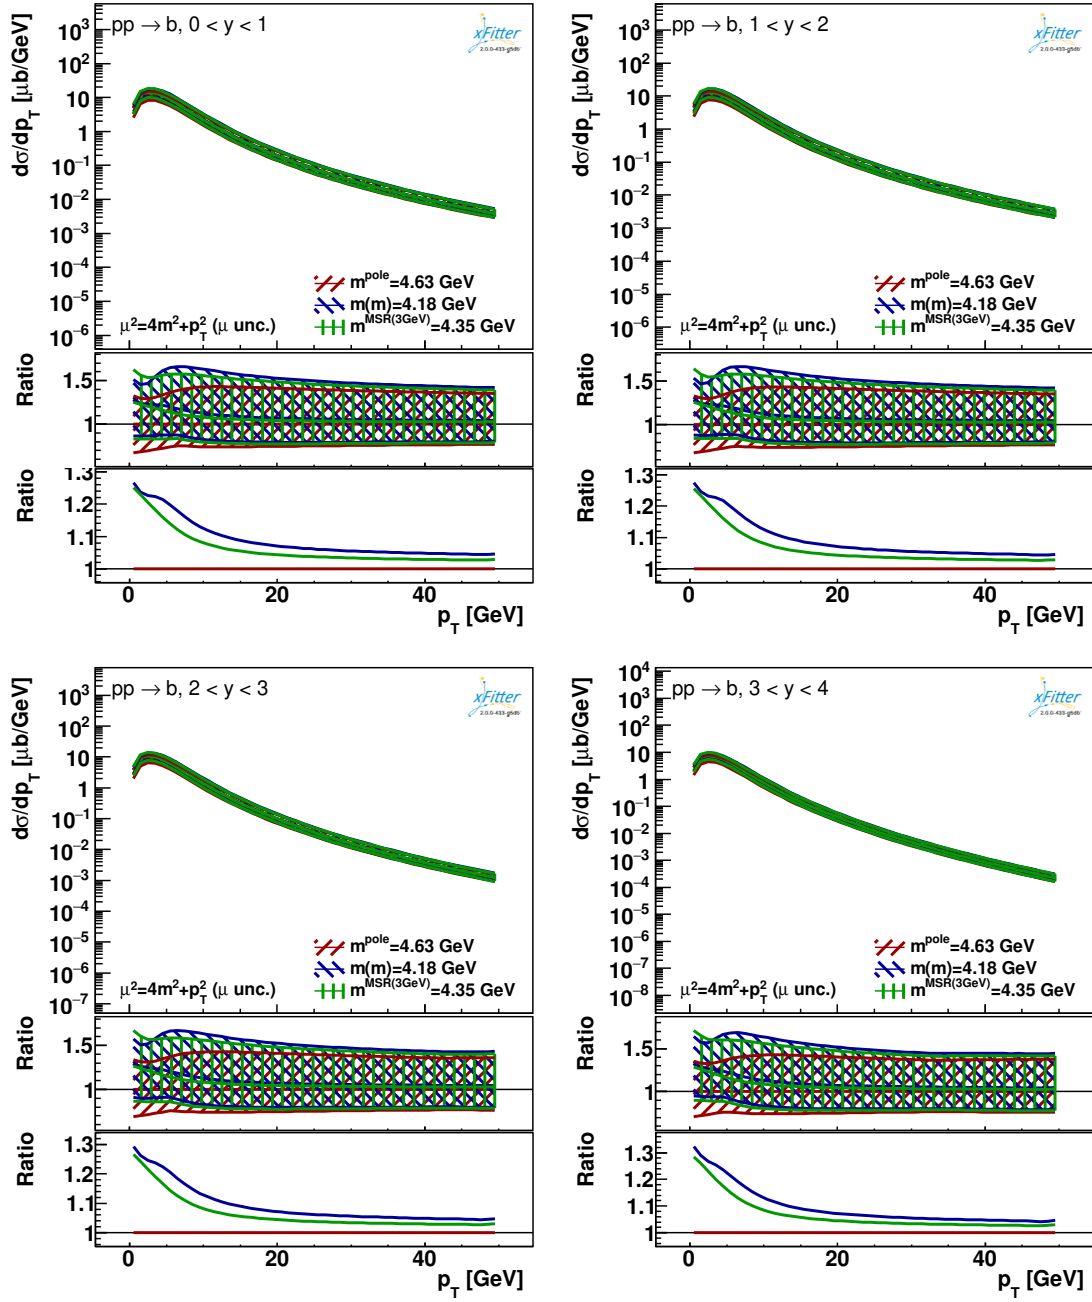 pp → b, 0 < y < 1
xFitter
dσ/dp_T [μb/GeV]
10³
10²
10
1
10⁻¹
10⁻²
10⁻³
10⁻⁴
10⁻⁵
10⁻⁶
m^pole=4.63 GeV
m(m)=4.18 GeV
μ²=4m²+p_T² (μ unc.)
m^MSR(3GeV)=4.35 GeV
Ratio
1.5
1
Ratio
1.3
1.2
1.1
1
0 20 40
p_T [GeV]
pp → b, 1 < y < 2
xFitter
dσ/dp_T [μb/GeV]
10³
10²
10
1
10⁻¹
10⁻²
10⁻³
10⁻⁴
10⁻⁵
10⁻⁶
m^pole=4.63 GeV
m(m)=4.18 GeV
μ²=4m²+p_T² (μ unc.)
m^MSR(3GeV)=4.35 GeV
Ratio
1.5
1
Ratio
1.3
1.2
1.1
1
0 20 40
p_T [GeV]
pp → b, 2 < y < 3
xFitter
dσ/dp_T [μb/GeV]
10³
10²
10
1
10⁻¹
10⁻²
10⁻³
10⁻⁴
10⁻⁵
10⁻⁶
10⁻⁷
m^pole=4.63 GeV
m(m)=4.18 GeV
μ²=4m²+p_T² (μ unc.)
m^MSR(3GeV)=4.35 GeV
Ratio
1.5
1
Ratio
1.3
1.2
1.1
1
0 20 40
p_T [GeV]
pp → b, 3 < y < 4
xFitter
dσ/dp_T [μb/GeV]
10⁴
10³
10²
10
1
10⁻¹
10⁻²
10⁻³
10⁻⁴
10⁻⁵
10⁻⁶
10⁻⁷
10⁻⁸
m^pole=4.63 GeV
m(m)=4.18 GeV
μ²=4m²+p_T² (μ unc.)
m^MSR(3GeV)=4.35 GeV
Ratio
1.5
1
Ratio
1.3
1.2
1.1
1
0 20 40
p_T [GeV]